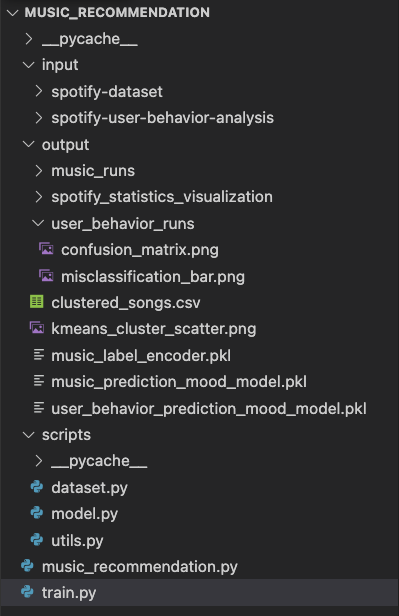 MUSIC_RECOMMENDATION
__pycache__
input
spotify-dataset
spotify-user-behavior-analysis
output
music_runs
spotify_statistics_visualization
user_behavior_runs
confusion_matrix.png
misclassification_bar.png
clustered_songs.csv
kmeans_cluster_scatter.png
music_label_encoder.pkl
music_prediction_mood_model.pkl
user_behavior_prediction_mood_model.pkl
scripts
__pycache__
dataset.py
model.py
utils.py
music_recommendation.py
train.py